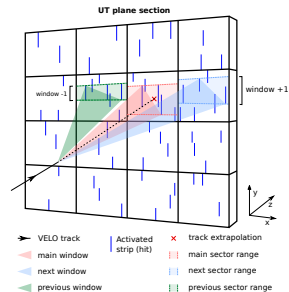 UT plane section
window -1
window +1
y
z
x
VELO track
main window
next window
previous window
Activated
strip (hit)
track extrapolation
main sector range
next sector range
previous sector range